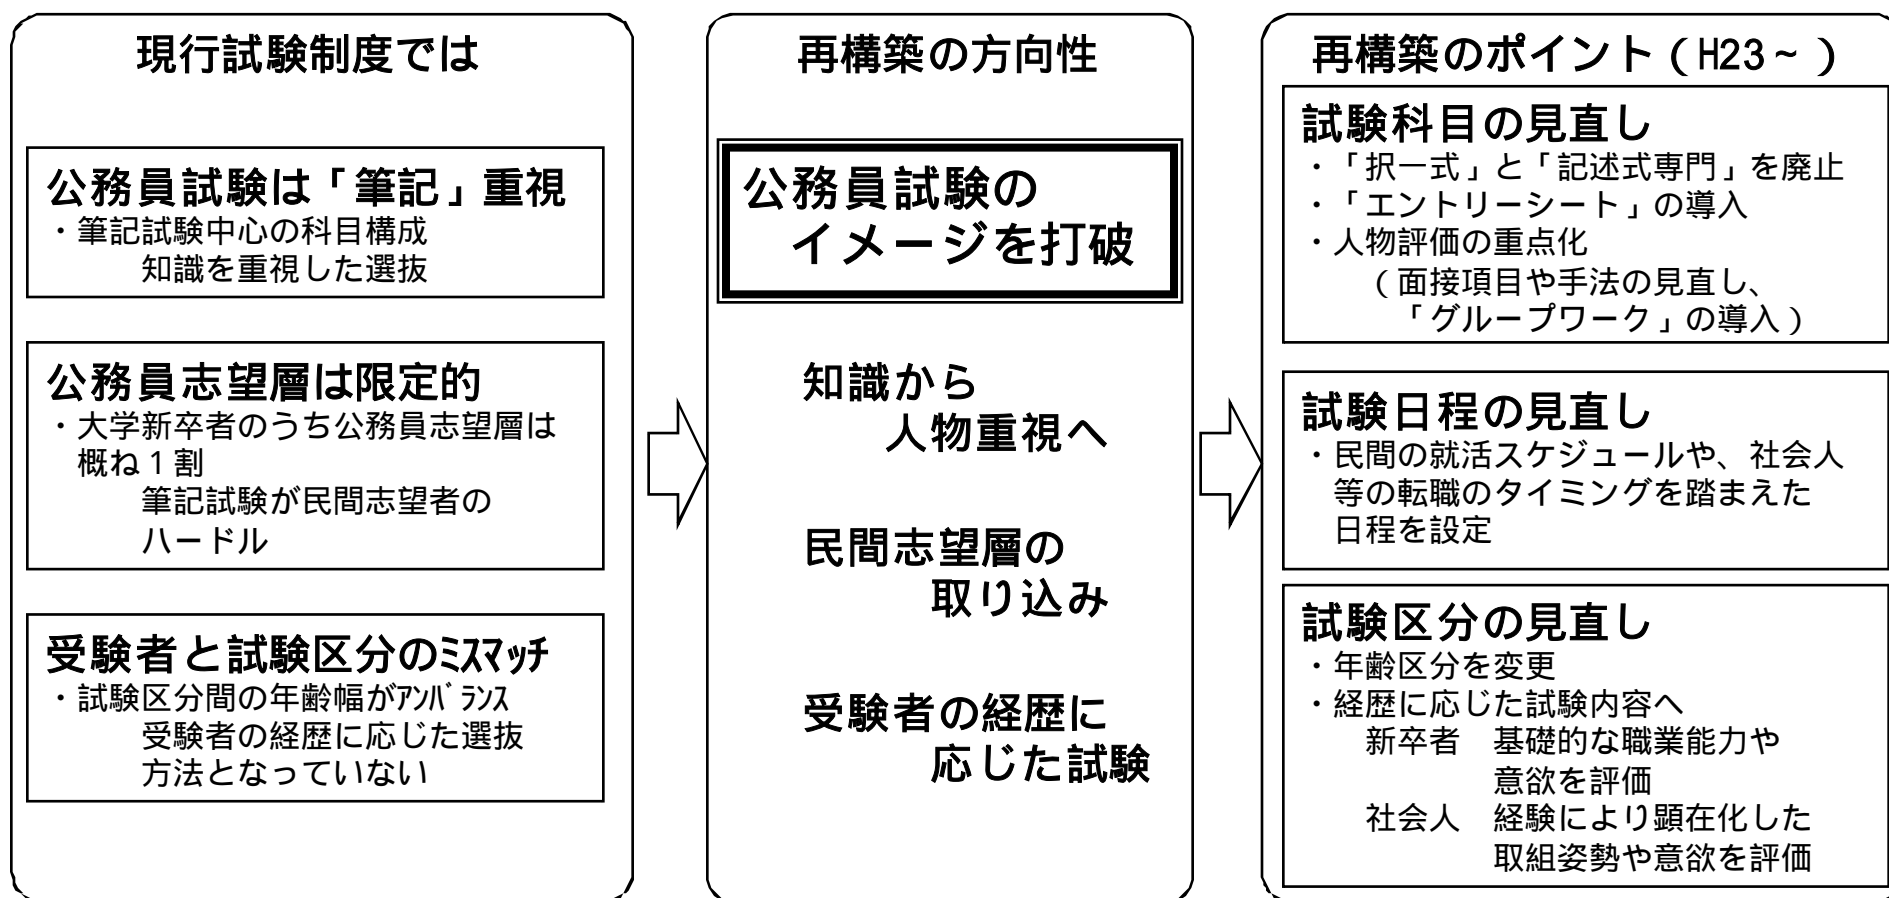 現行試験制度では
公務員試験は「筆記」重視
・筆記試験中心の科目構成
知識を重視した選抜
公務員志望層は限定的
・大学新卒者のうち公務員志望層は
概ね１割
筆記試験が民間志望者の
ハードル
受験者と試験区分のﾐｽﾏｯﾁ
・試験区分間の年齢幅がｱﾝﾊﾞﾗﾝｽ
受験者の経歴に応じた選抜
方法となっていない
再構築の方向性
公務員試験の
イメージを打破
知識から
人物重視へ
民間志望層の
取り込み
受験者の経歴に
応じた試験
再構築のポイント（H23～）
試験科目の見直し
・「択一式」と「記述式専門」を廃止
・「エントリーシート」の導入
・人物評価の重点化
（面接項目や手法の見直し、
「グループワーク」の導入）
試験日程の見直し
・民間の就活スケジュールや、社会人
等の転職のタイミングを踏まえた
日程を設定
試験区分の見直し
・年齢区分を変更
・経歴に応じた試験内容へ
新卒者　基礎的な職業能力や
意欲を評価
社会人　経験により顕在化した
取組姿勢や意欲を評価